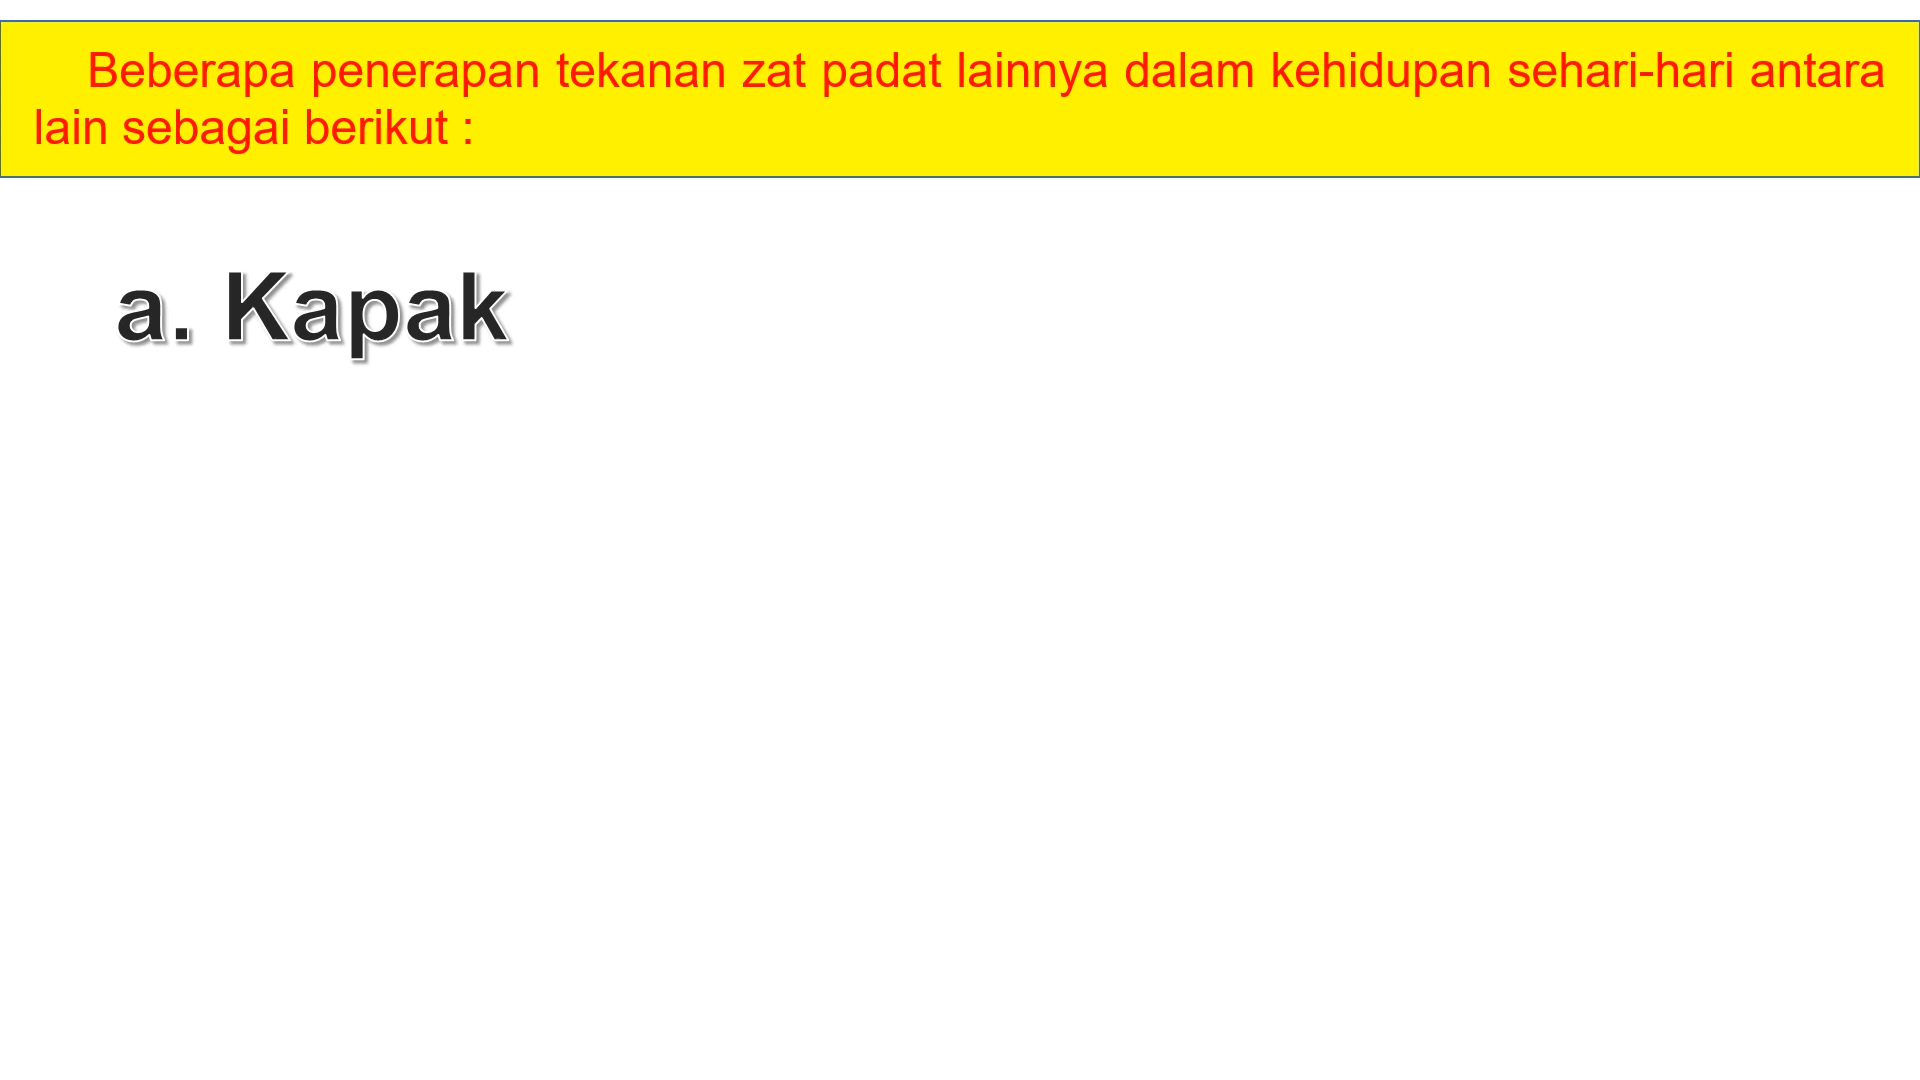 Beberapa penerapan tekanan zat padat lainnya dalam kehidupan sehari-hari antara
lain sebagai berikut :
a. Kapak